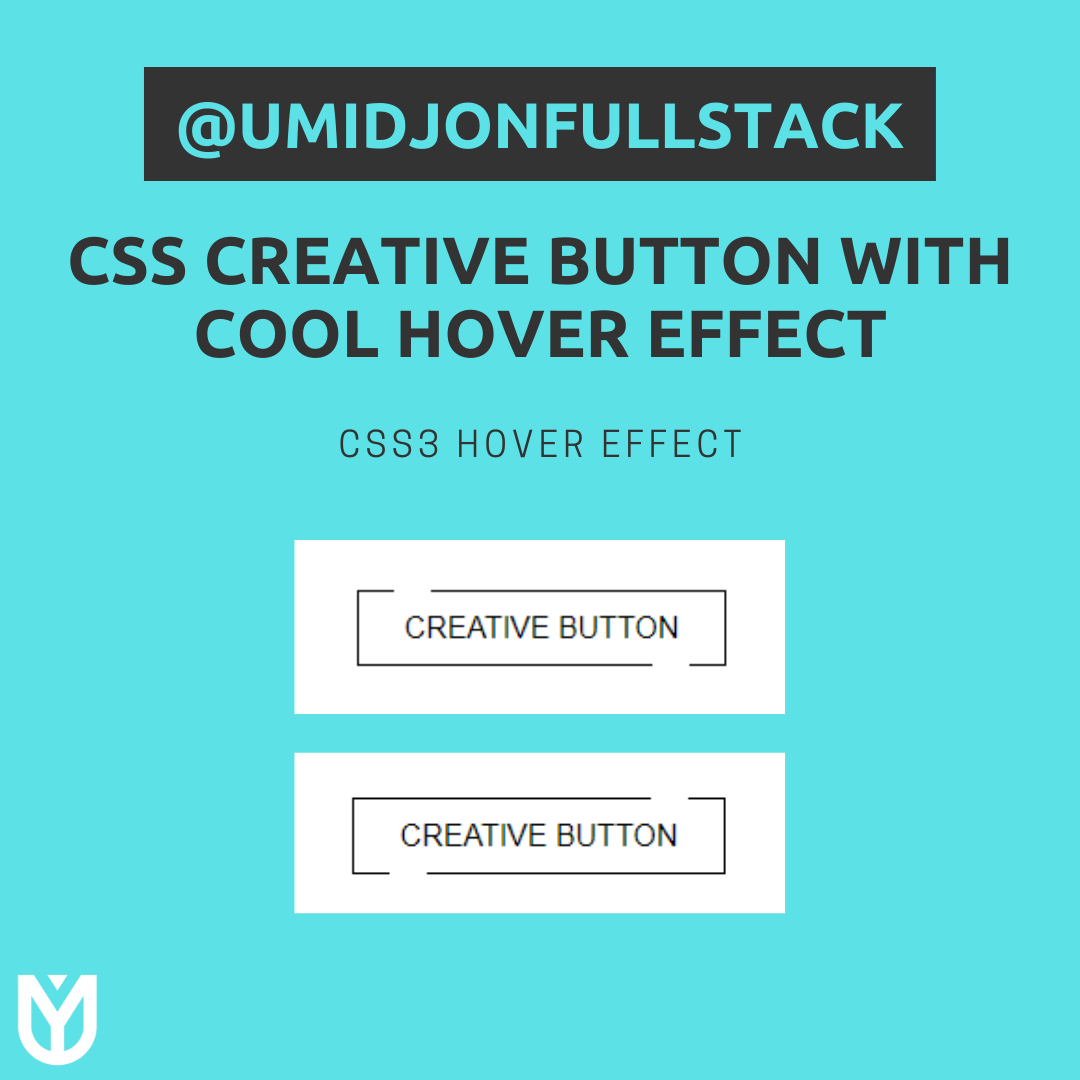 @UMIDJONFULLSTACK
CSS CREATIVE BUTTON WITH
COOL HOVER EFFECT
CSS3 HOVER EFFECT
CREATIVE BUTTON
CREATIVE BUTTON